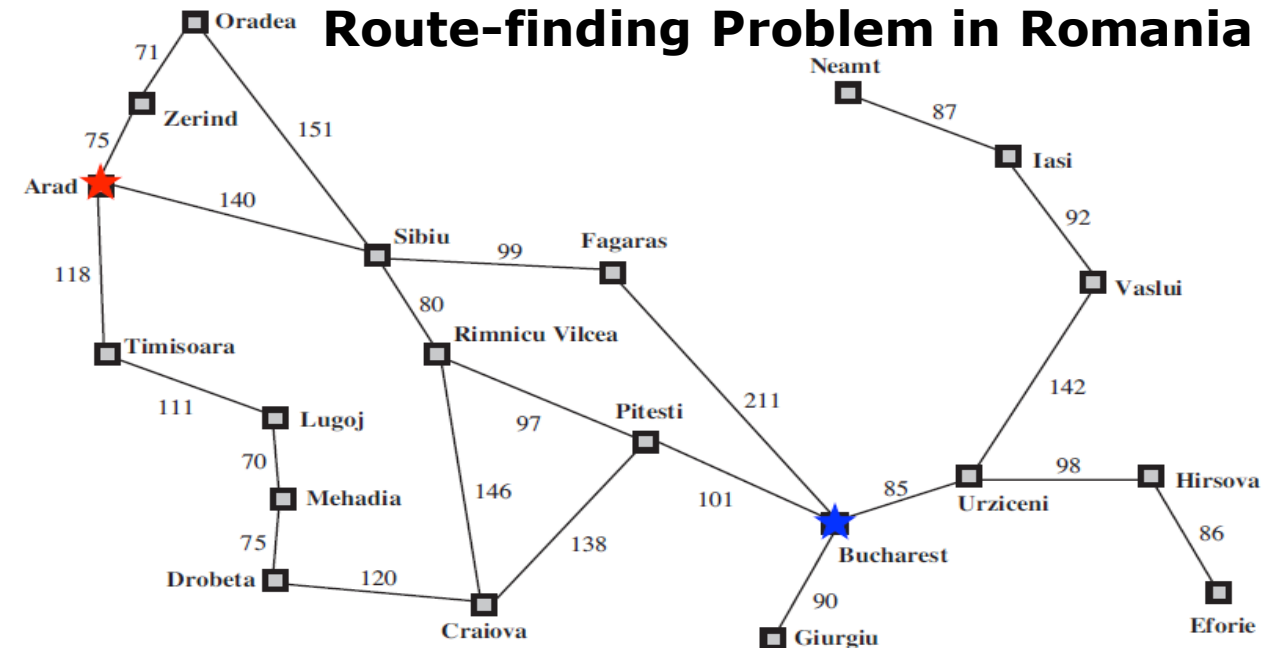 Route-finding Problem in Romania
Oradea
71
Neamt
Zerind
87
151
75
Iasi
Arad
140
92
Sibiu
Fagaras
99
118
Vaslui
80
Rimnicu Vilcea
Timisoara
142
211
Pitesti
111
Lugoj
97
70
98
Hirsova
146
85
Mehadia
101
Urziceni
86
75
138
Bucharest
Drobeta
120
90
Craiova
Giurgiu
Eforie